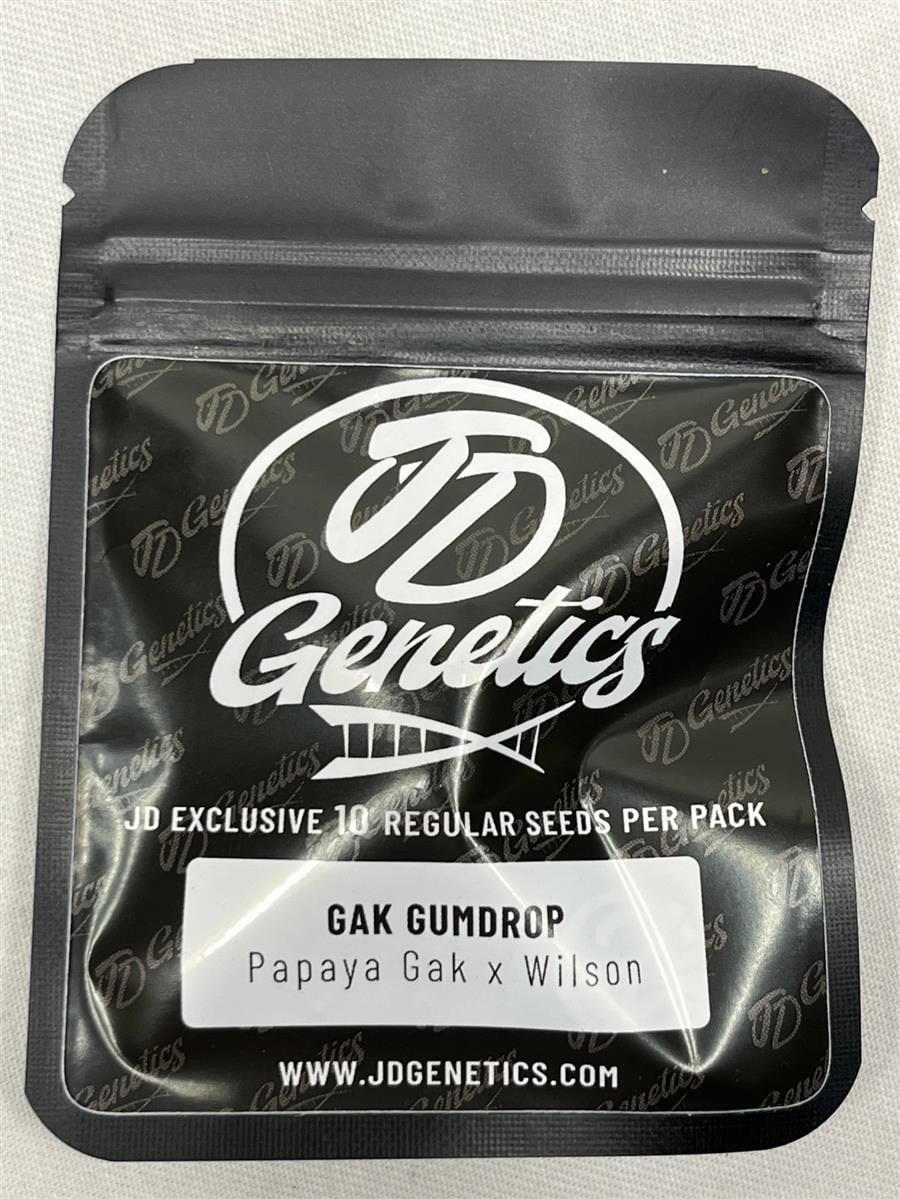 JD
Genetics
JD EXCLUSIVE 10 REGULAR SEEDS PER PACK
GAK GUMDROP
Papaya Gak x Wilson
WWW.JDGENETICS.COM